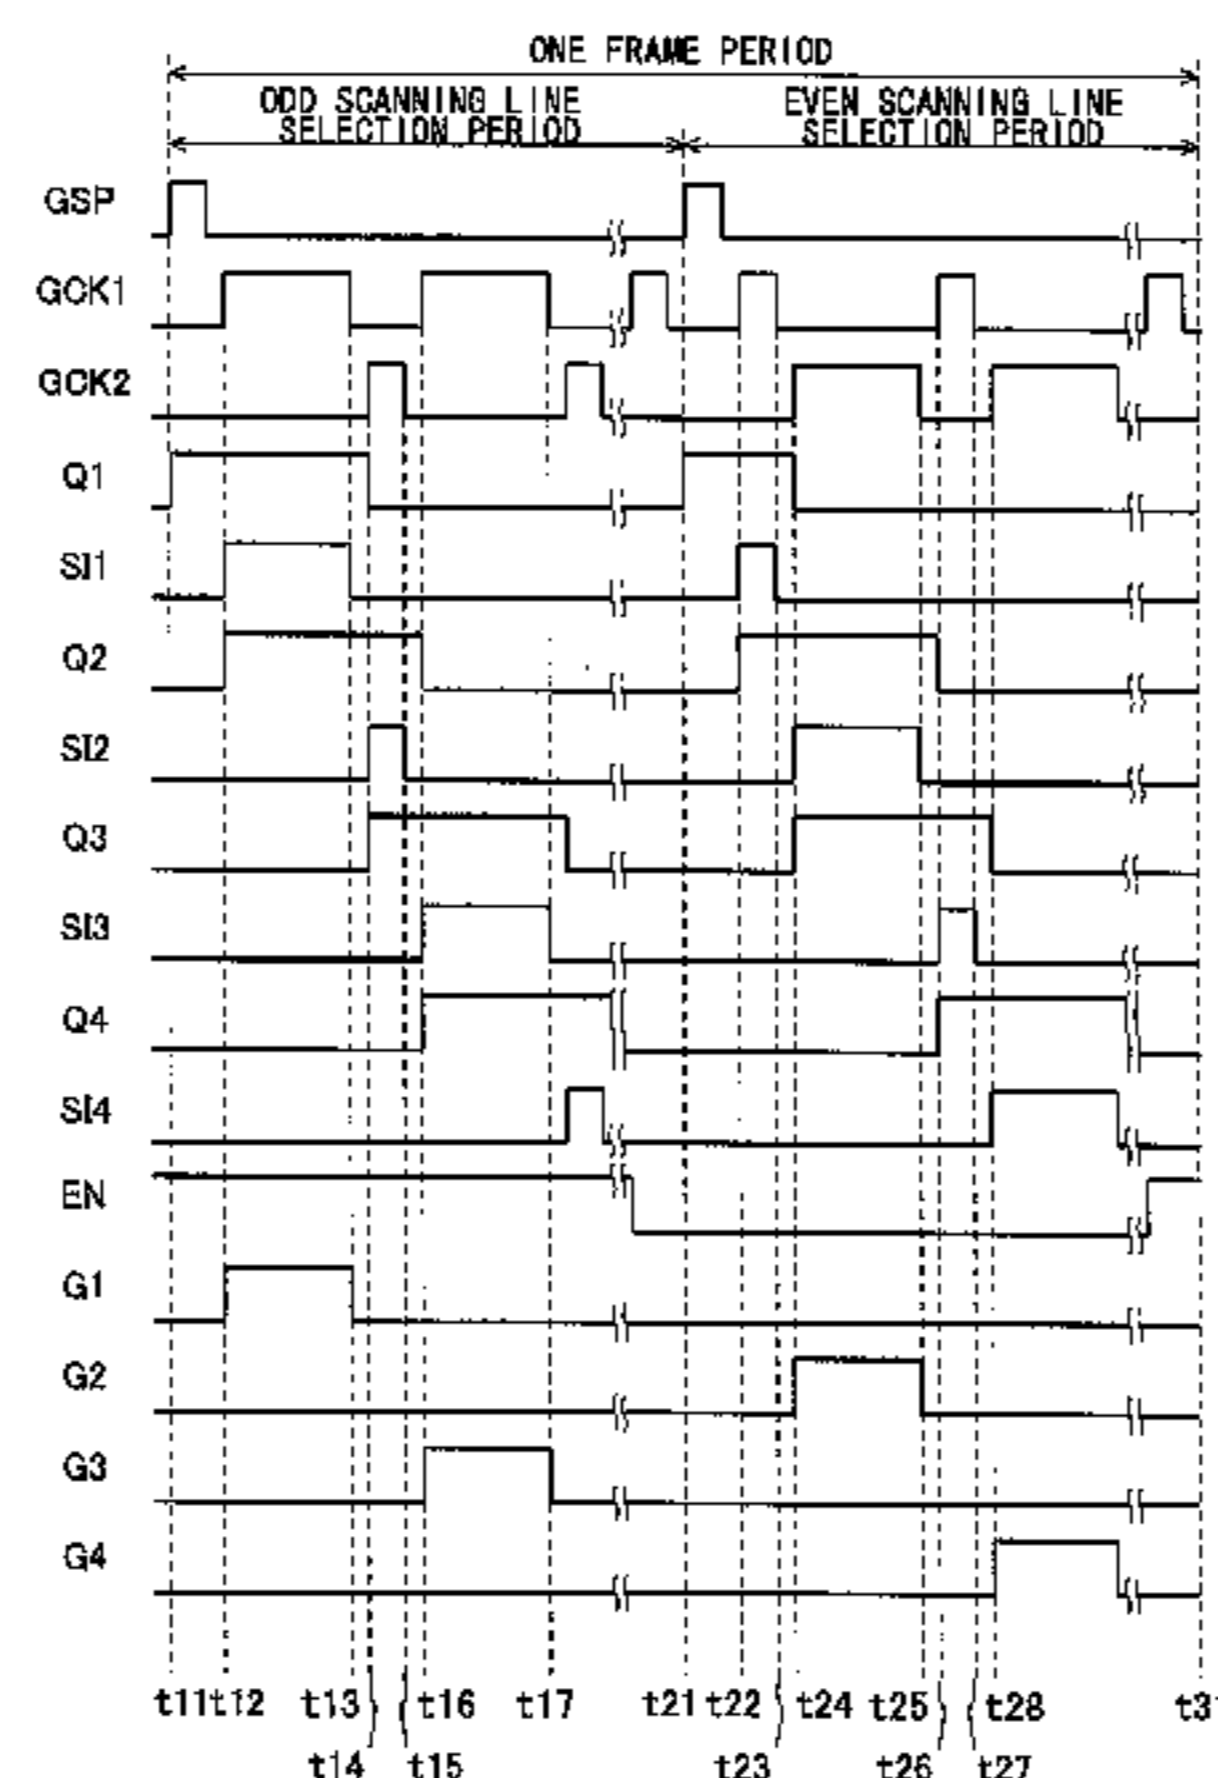 ONE FRAME PERIOD
ODD SCANNING LINE
SELECTION PERIOD
EVEN SCANNING LINE
SELECTION PERIOD
GSP
GCK1
GCK2
Q1
SI1
Q2
SI2
Q3
SI3
Q4
SI4
EN
G1
G2
G3
G4
t11 t12 t13 t16 t17 t21 t22 t24 t25 t28 t31
t14 t15 t23 t26 t27